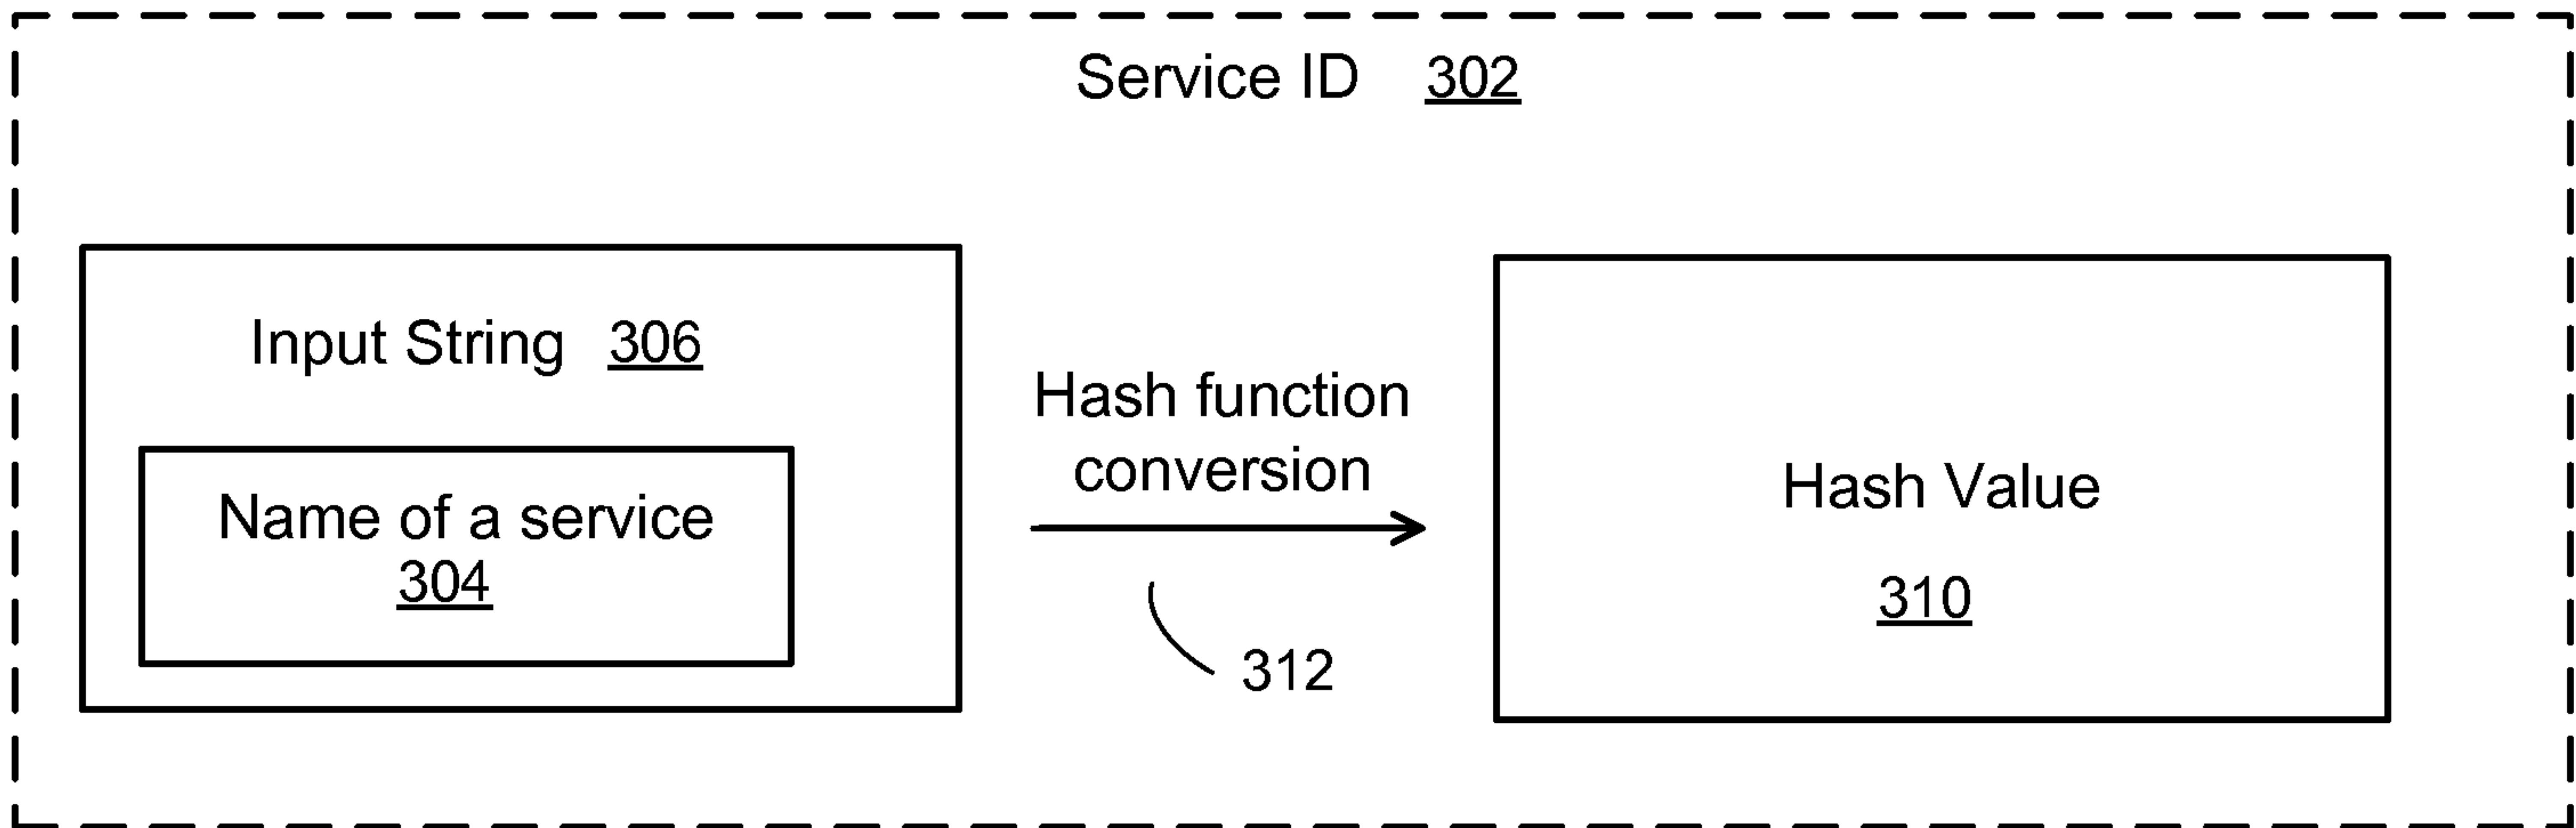 Service ID 302
Input String 306
Name of a service
304
Hash function
conversion
312
Hash Value
310